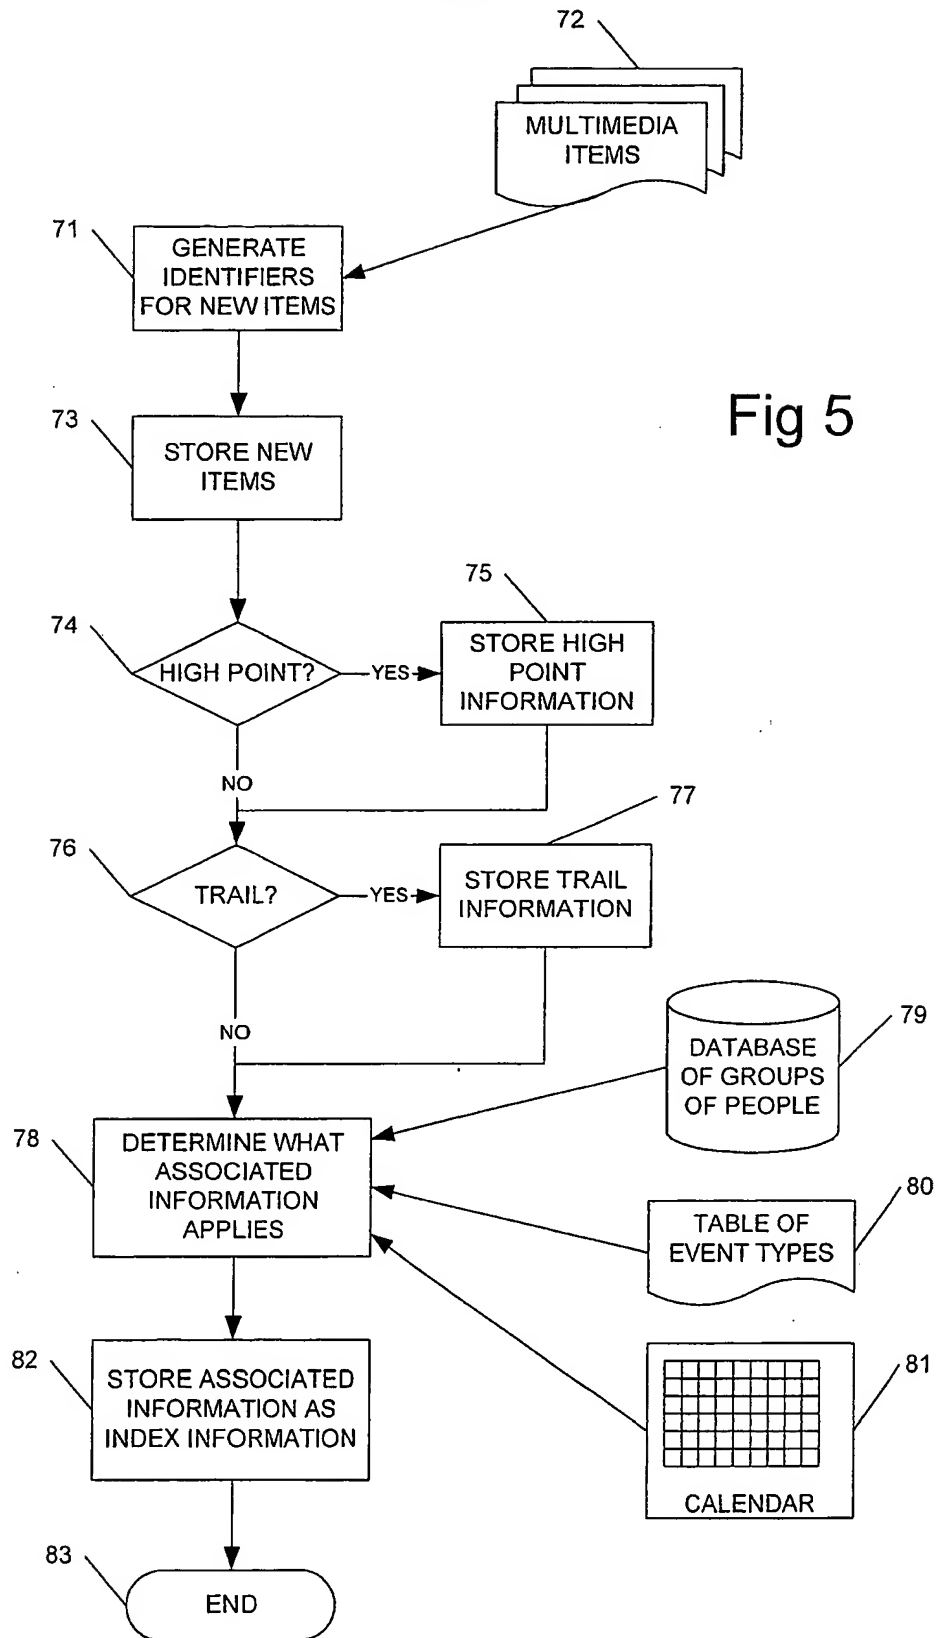 72
MULTIMEDIA
ITEMS
71
GENERATE
IDENTIFIERS
FOR NEW ITEMS
Fig 5
73
STORE NEW
ITEMS
75
74
HIGH POINT?
YES
STORE HIGH
POINT
INFORMATION
NO
77
76
TRAIL?
YES
STORE TRAIL
INFORMATION
NO
79
DATABASE
OF GROUPS
OF PEOPLE
78
DETERMINE WHAT
ASSOCIATED
INFORMATION
APPLIES
80
TABLE OF
EVENT TYPES
82
STORE ASSOCIATED
INFORMATION AS
INDEX INFORMATION
81
CALENDAR
83
END